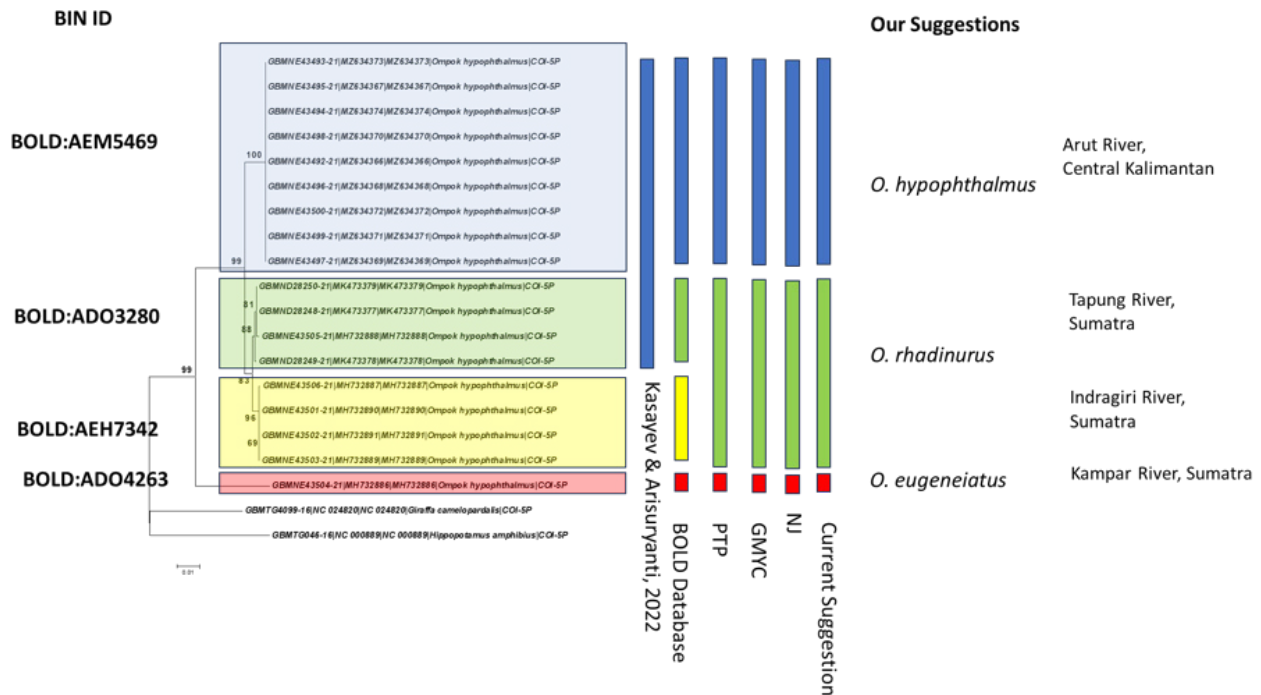 BIN ID
Our Suggestions
BOLD:AEM5469
GBMNE43493-21|MZ634373|MZ634373|Ompok hypophthalmus|COI-5P
GBMNE43495-21|MZ634367|MZ634367|Ompok hypophthalmus|COI-5P
GBMNE43494-21|MZ634374|MZ634374|Ompok hypophthalmus|COI-5P
GBMNE43498-21|MZ634370|MZ634370|Ompok hypophthalmus|COI-5P
GBMNE43492-21|MZ634366|MZ634366|Ompok hypophthalmus|COI-5P
GBMNE43496-21|MZ634368|MZ634368|Ompok hypophthalmus|COI-5P
GBMNE43500-21|MZ634372|MZ634372|Ompok hypophthalmus|COI-5P
GBMNE43499-21|MZ634371|MZ634371|Ompok hypophthalmus|COI-5P
GBMNE43497-21|MZ634369|MZ634369|Ompok hypophthalmus|COI-5P
100
99
O. hypophthalmus
Arut River,
Central Kalimantan
BOLD:ADO3280
GBMND28250-21|MK473379|MK473379|Ompok hypophthalmus|COI-5P
GBMND28248-21|MK473377|MK473377|Ompok hypophthalmus|COI-5P
GBMNE43505-21|MH732888|MH732888|Ompok hypophthalmus|COI-5P
GBMND28249-21|MK473378|MK473378|Ompok hypophthalmus|COI-5P
81
88
83
O. rhadinurus
Tapung River,
Sumatra
BOLD:AEH7342
GBMNE43506-21|MH732887|MH732887|Ompok hypophthalmus|COI-5P
GBMNE43501-21|MH732890|MH732890|Ompok hypophthalmus|COI-5P
GBMNE43502-21|MH732891|MH732891|Ompok hypophthalmus|COI-5P
GBMNE43503-21|MH732889|MH732889|Ompok hypophthalmus|COI-5P
96
69
99
Indragiri River,
Sumatra
BOLD:ADO4263
GBMNE43504-21|MH732886|MH732886|Ompok hypophthalmus|COI-5P
O. eugeneiatus
Kampar River, Sumatra
GBMTG4099-16|NC 024820|NC 024820|Giraffa camelopardalis|COI-5P
GBMTG046-16|NC 000889|NC 000889|Hippopotamus amphibius|COI-5P
0.01
Kasayev & Arisuryanti, 2022
BOLD Database
PTP
GMYC
NJ
Current Suggestion